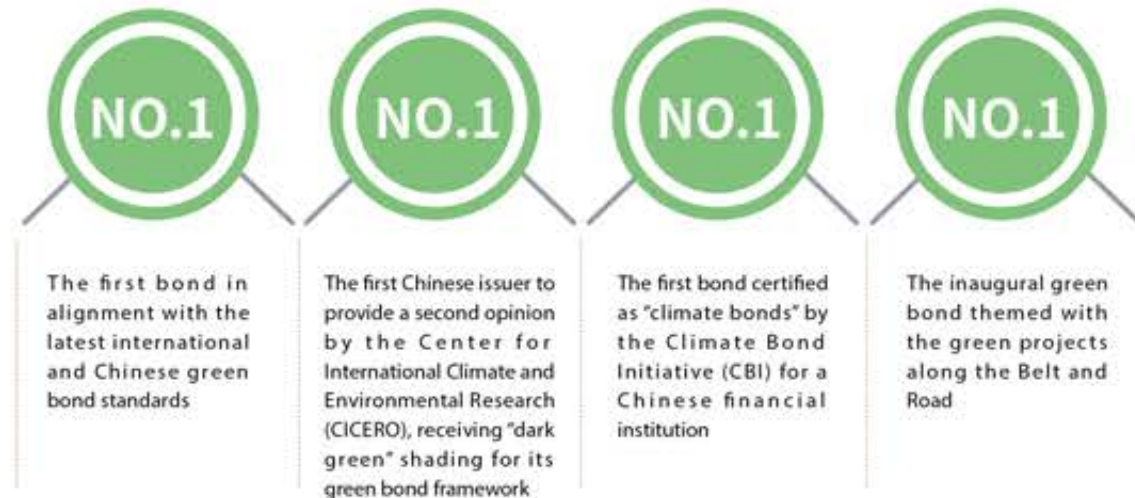 NO.1
NO.1
NO.1
NO.1
The first bond in
alignment with the
latest international
and Chinese green
bond standards
The first Chinese issuer to
provide a second opinion
by the Center for
International Climate and
Environmental Research
(CICERO), receiving "dark
green" shading for its
green bond framework
The first bond certified
as "climate bonds" by
the Climate Bond
Initiative (CBI) for a
Chinese financial
institution
The inaugural green
bond themed with
the green projects
along the Belt and
Road